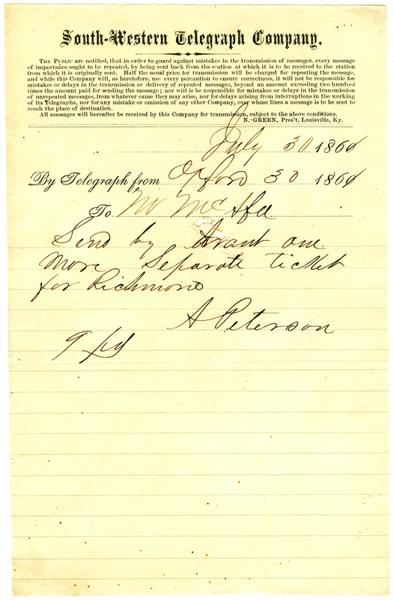 South-Western Telegraph Company.
THE PUBLIC are notified, that in order to guard against mistakes in the transmission of messages, every message
of importance ought to be repeated, by being sent back from the station at which it is to be received to the station
from which it is originally sent. Half the usual price for transmission will be charged for repeating the message,
and while this Company will, as heretofore, use every precaution to ensure correctness, it will not be responsible for
mistakes or delays in the transmission or delivery of repeated messages, beyond an amount exceeding two hundred
times the amount paid for sending the message; nor will it be responsible for mistakes or delays in the transmission
of unrepeated messages, from whatever cause they may arise, nor for delays arising from interruptions in the working
of its Telegraphs, nor for any mistake or omission of any other Company, over whose lines a message is to be sent to
reach the place of destination.
All messages will hereafter be received by this Company for transmission, subject to the above conditions.
N. GREEN, Pres't, Louisville, Ky.
July 30 1864
By Telegraph from Oxford 30 1864
To McAfee
Send by Grant one
more Separate ticket
for Richmond
A Peterson